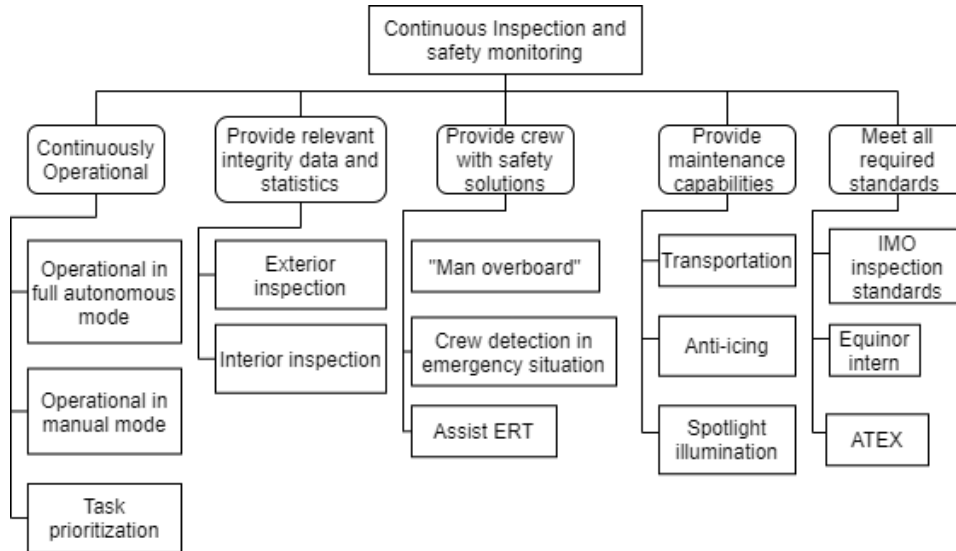 Continuous Inspection and
safety monitoring
Continuously
Operational
Provide relevant
integrity data and
statistics
Provide crew
with safety
solutions
Provide
maintenance
capabilities
Meet all
required
standards
Operational in
full autonomous
mode
Operational in
manual mode
Task
prioritization
Exterior
inspection
Interior inspection
"Man overboard"
Crew detection in
emergency situation
Assist ERT
Transportation
Anti-icing
Spotlight
illumination
IMO
inspection
standards
Equinor
intern
ATEX